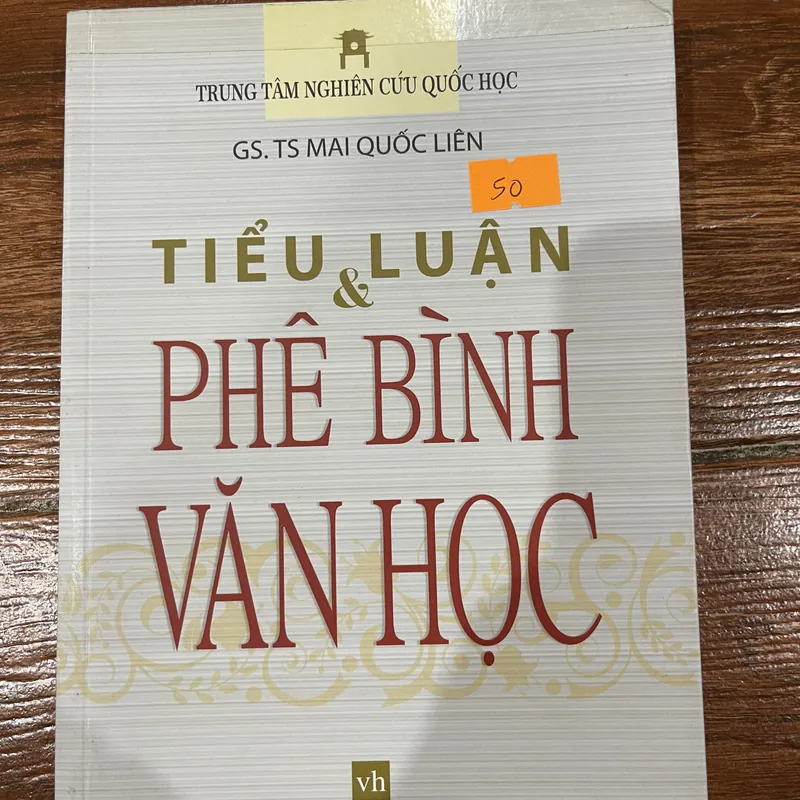 TRUNG TÂM NGHIÊN CỨU QUỐC HỌC
GS. TS MAI QUỐC LIÊN
50
TIỂU LUẬN
&
PHÊ BÌNH
VĂN HỌC
vh